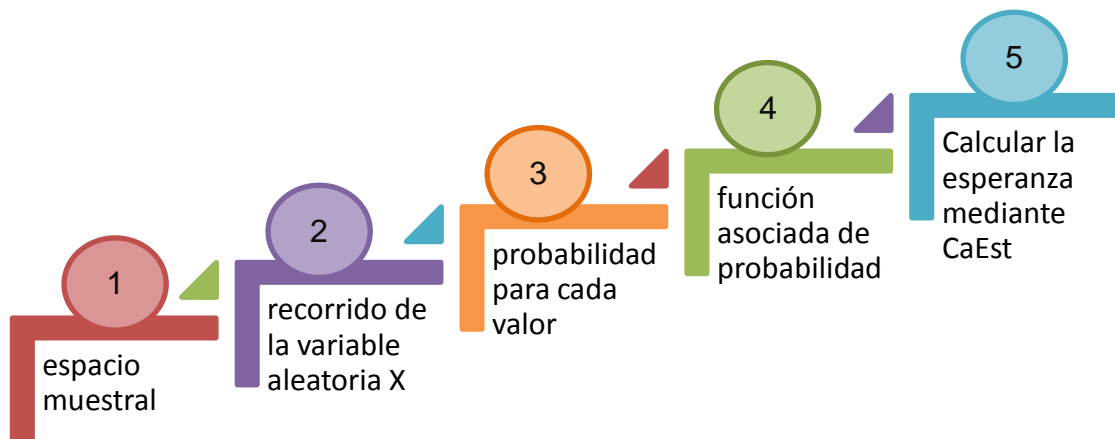 1
espacio
muestral
2
recorrido de
la variable
aleatoria X
3
probabilidad
para cada
valor
4
función
asociada de
probabilidad
5
Calcular la
esperanza
mediante
CaEst